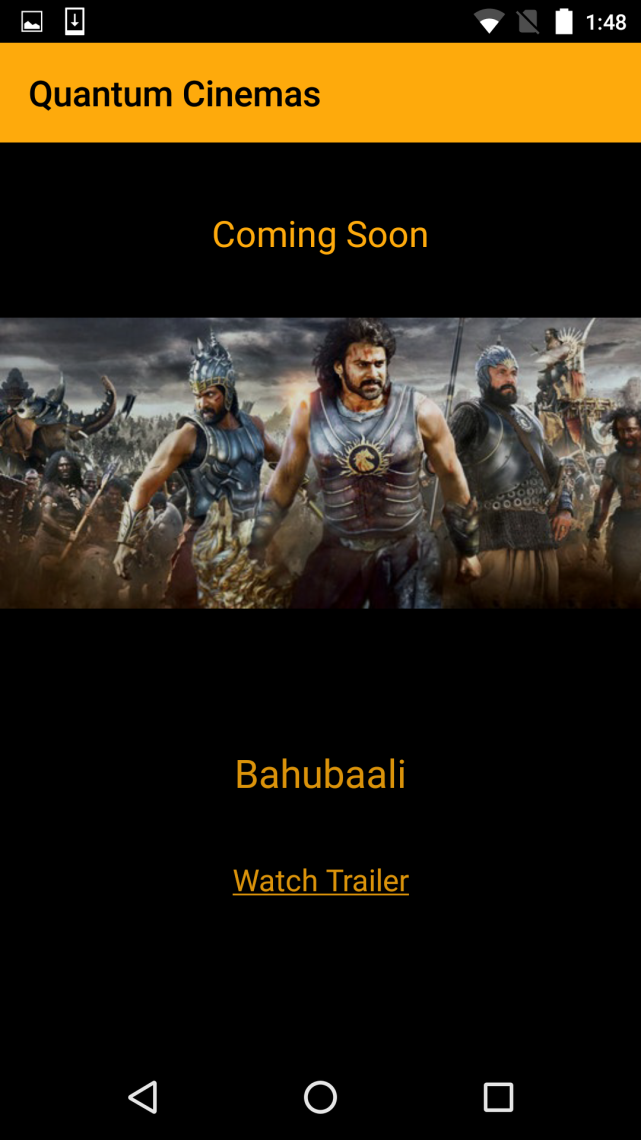 1:48
Quantum Cinemas
Coming Soon
Bahubaali
Watch Trailer